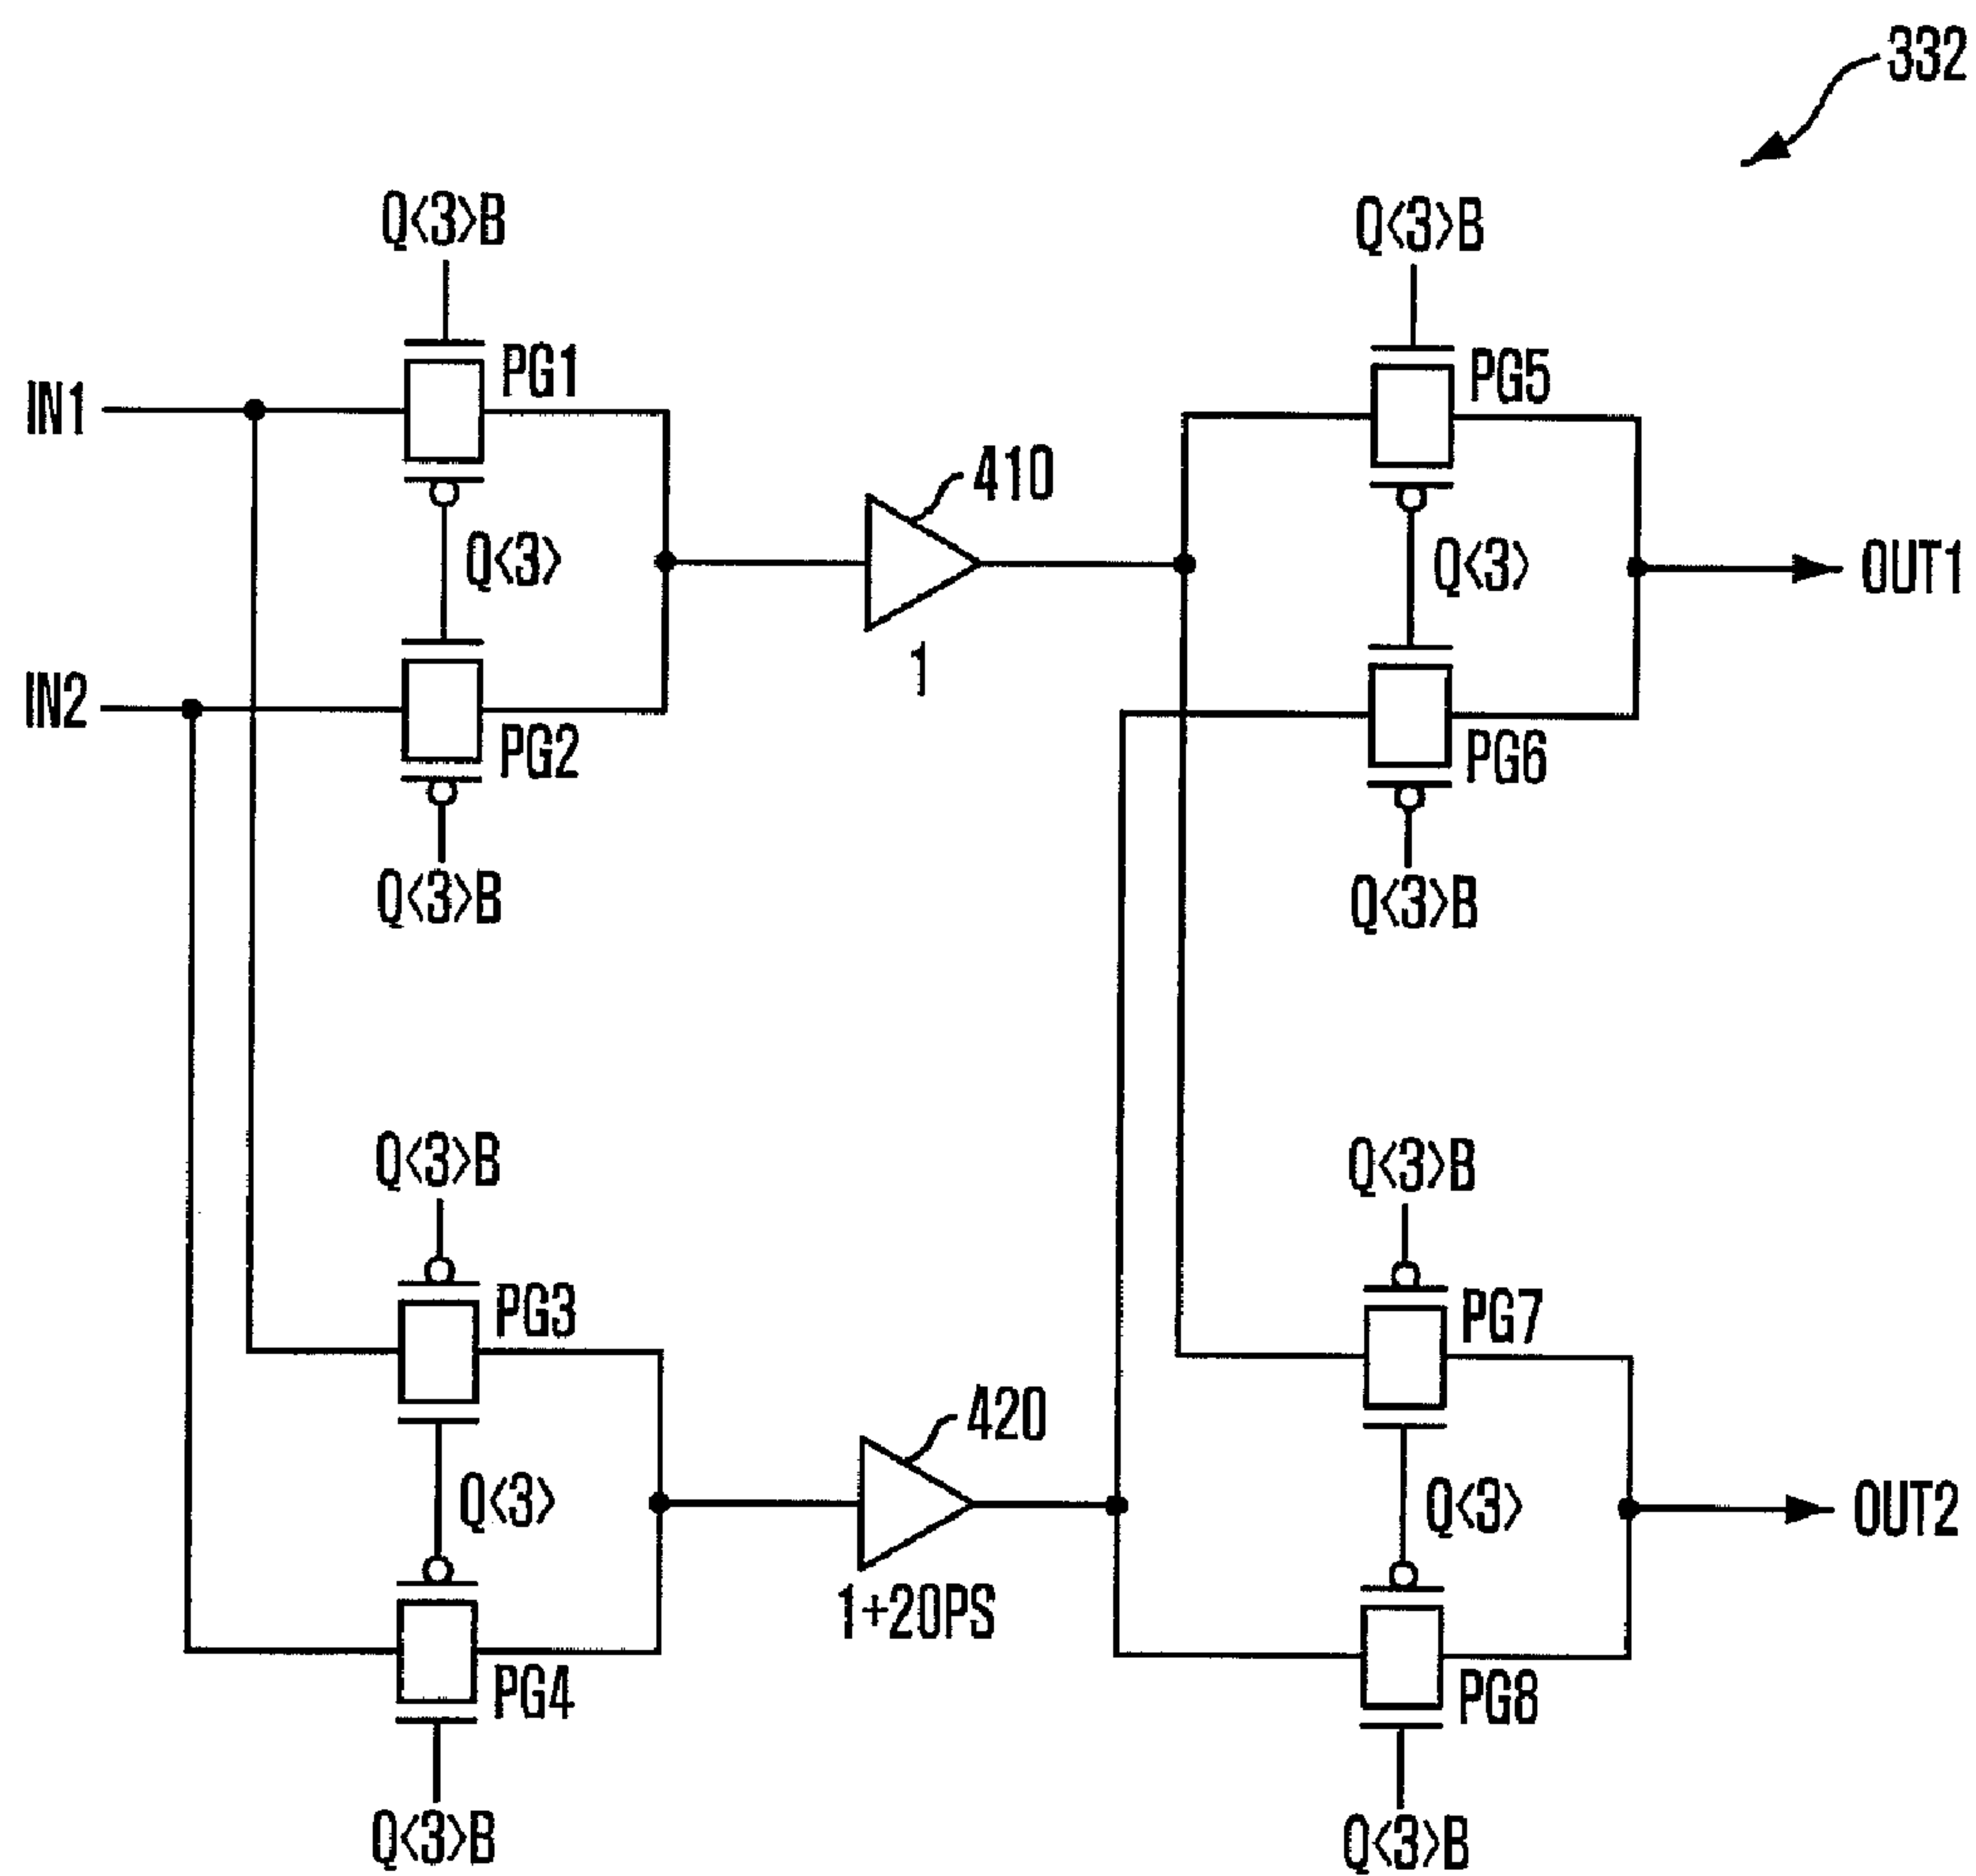 332
Q<3>B
Q<3>B
PG1
PG5
IN1
410
Q<3>
Q<3>
OUT1
1
IN2
PG2
PG6
Q<3>B
Q<3>B
Q<3>B
Q<3>B
PG3
PG7
420
Q<3>
Q<3>
OUT2
1+20PS
PG4
PG8
Q<3>B
Q<3>B